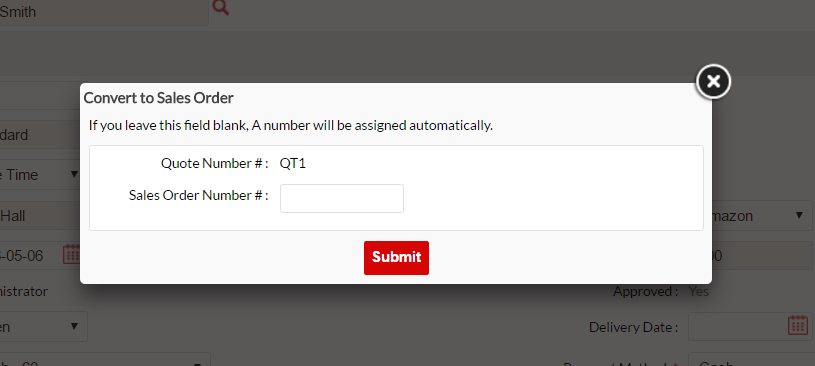 Smith
Convert to Sales Order
If you leave this field blank, A number will be assigned automatically.
dard
Quote Number # : QT1
Time
Sales Order Number # :
Hall
mazon
-05-06
Submit
nistrator
Approved : Yes
en
Delivery Date :